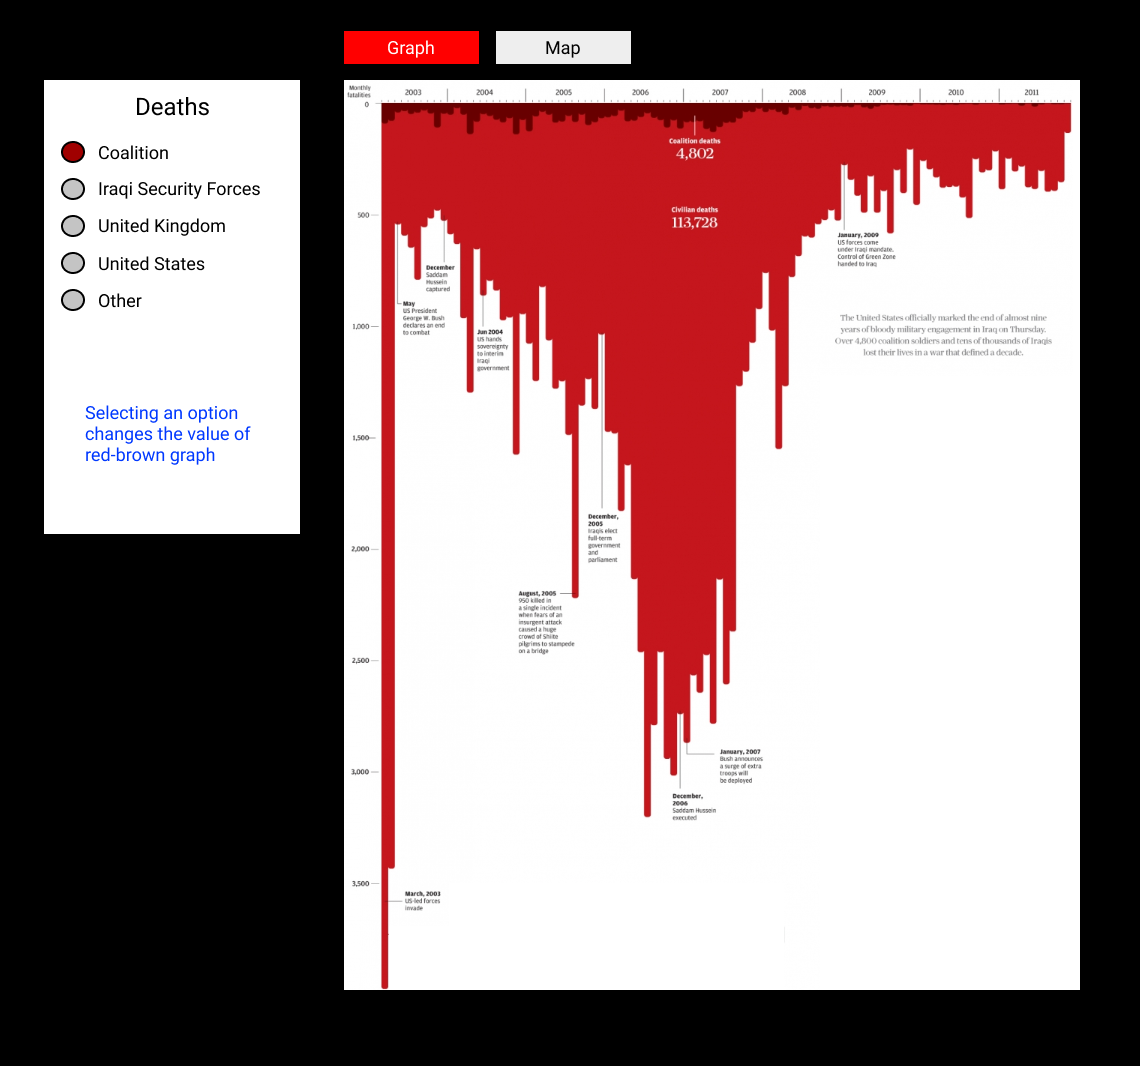 Graph
Map
Deaths
Coalition
Iraqi Security Forces
United Kingdom
United States
Other
Selecting an option
changes the value of
red-brown graph
Monthly
fatalities
2003
2004
2005
2006
2007
2008
2009
2010
2011
0
500
1,000
1,500
2,000
2,500
3,000
3,500
Coalition deaths
4,802
Civilian deaths
113,728
May
US President
George W. Bush
declares an end
to combat
December
Saddam
Hussein
captured
Jun 2004
US hands
sovereignty
to interim
Iraqi
government
August, 2005
950 killed in
a single incident
when fears of an
insurgent attack
caused a huge
crowd of Shiite
pilgrims to stampede
on a bridge
December,
2005
Iraqis elect
full-term
government
and
parliament
December,
2006
Saddam Hussein
executed
January, 2007
Bush announces
a surge of extra
troops will
be deployed
January, 2009
US forces come
under Iraqi mandate.
Control of Green Zone
handed to Iraq
The United States officially marked the end of almost nine
years of bloody military engagement in Iraq on Thursday.
Over 4,800 coalition soldiers and tens of thousands of Iraqis
lost their lives in a war that defined a decade.
March, 2003
US-led forces
invade